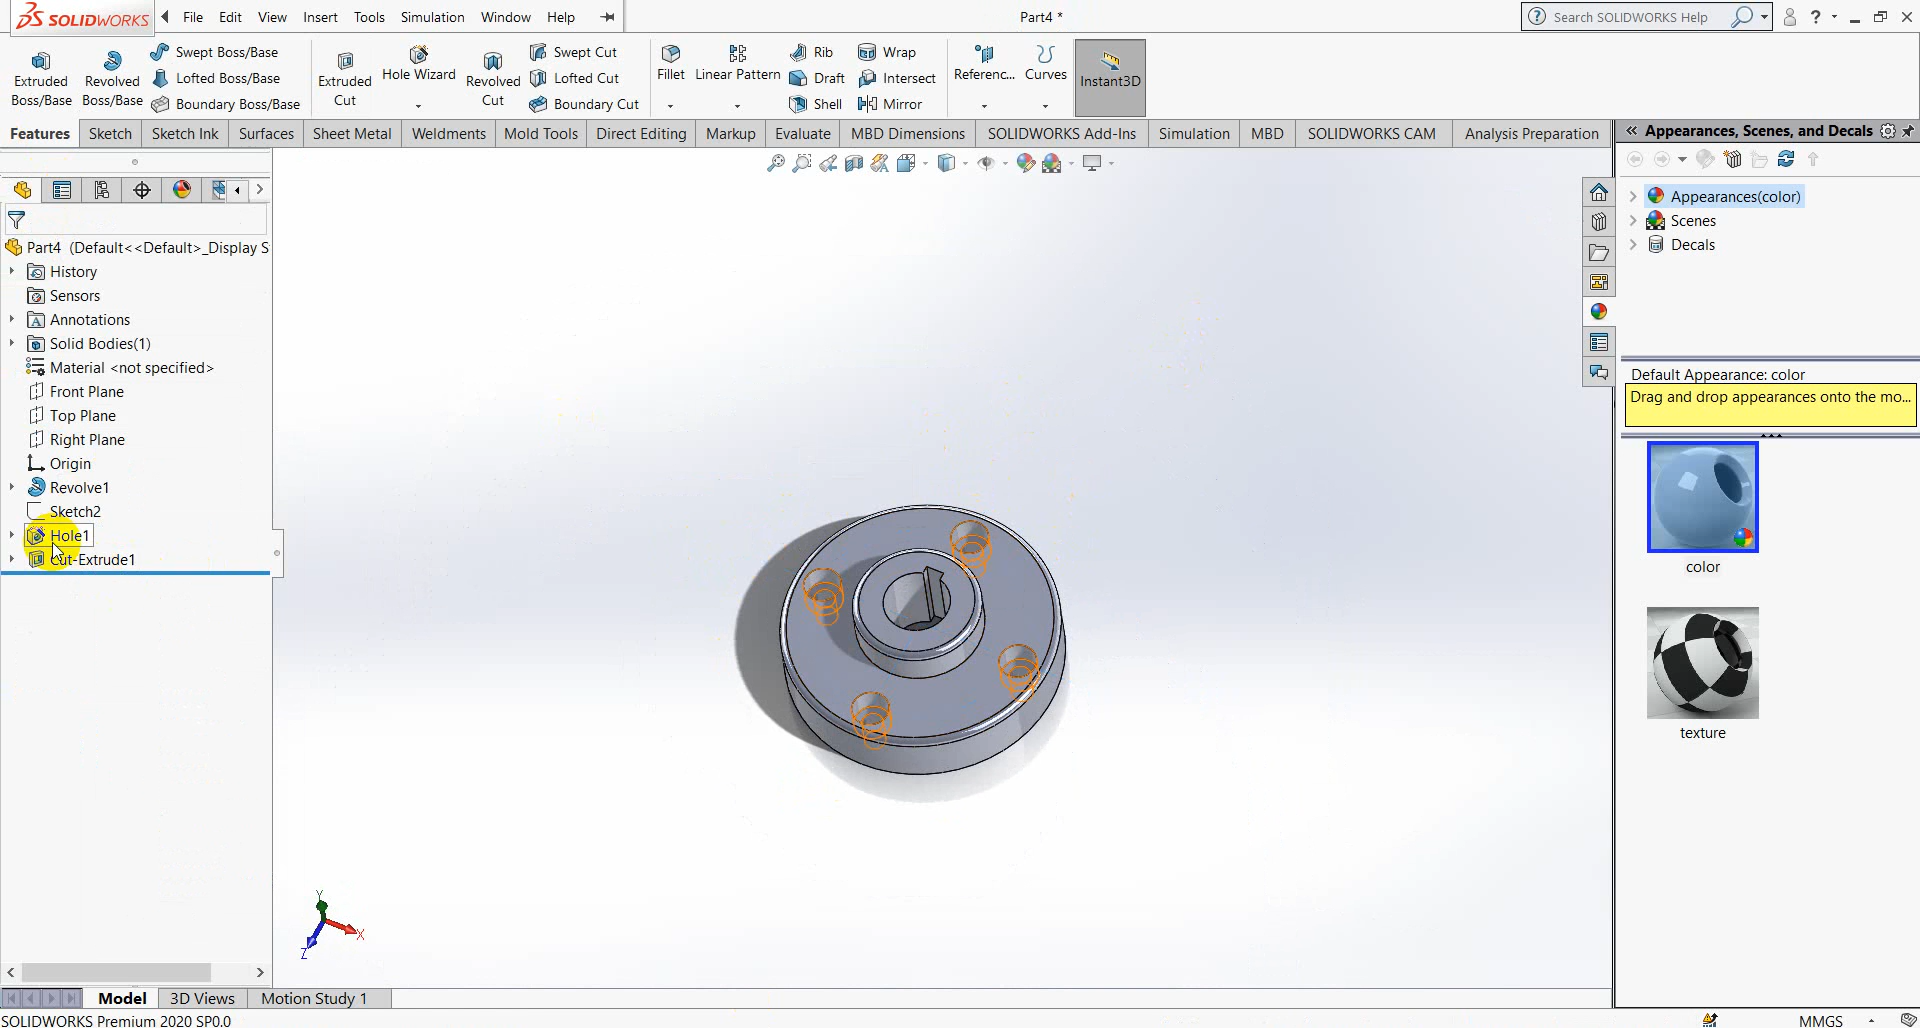 SOLIDWORKS
File Edit View Insert Tools Simulation Window Help
Part4 *
Search SOLIDWORKS Help
Extruded Boss/Base
Revolved Boss/Base
Swept Boss/Base
Lofted Boss/Base
Boundary Boss/Base
Extruded Cut
Hole Wizard
Revolved Cut
Swept Cut
Lofted Cut
Boundary Cut
Fillet
Linear Pattern
Rib
Draft
Shell
Wrap
Intersect
Mirror
Referenc...
Curves
Instant3D
Features Sketch Sketch Ink Surfaces Sheet Metal Weldments Mold Tools Direct Editing Markup Evaluate MBD Dimensions SOLIDWORKS Add-Ins Simulation MBD SOLIDWORKS CAM Analysis Preparation
Part4 (Default<<Default>_Display S
History
Sensors
Annotations
Solid Bodies(1)
Material <not specified>
Front Plane
Top Plane
Right Plane
Origin
Revolve1
Sketch2
Hole1
Cut-Extrude1
Y
X
Z
Appearances, Scenes, and Decals
Appearances(color)
Scenes
Decals
Default Appearance: color
Drag and drop appearances onto the mo...
color
texture
Model 3D Views Motion Study 1
SOLIDWORKS Premium 2020 SP0.0
MMGS